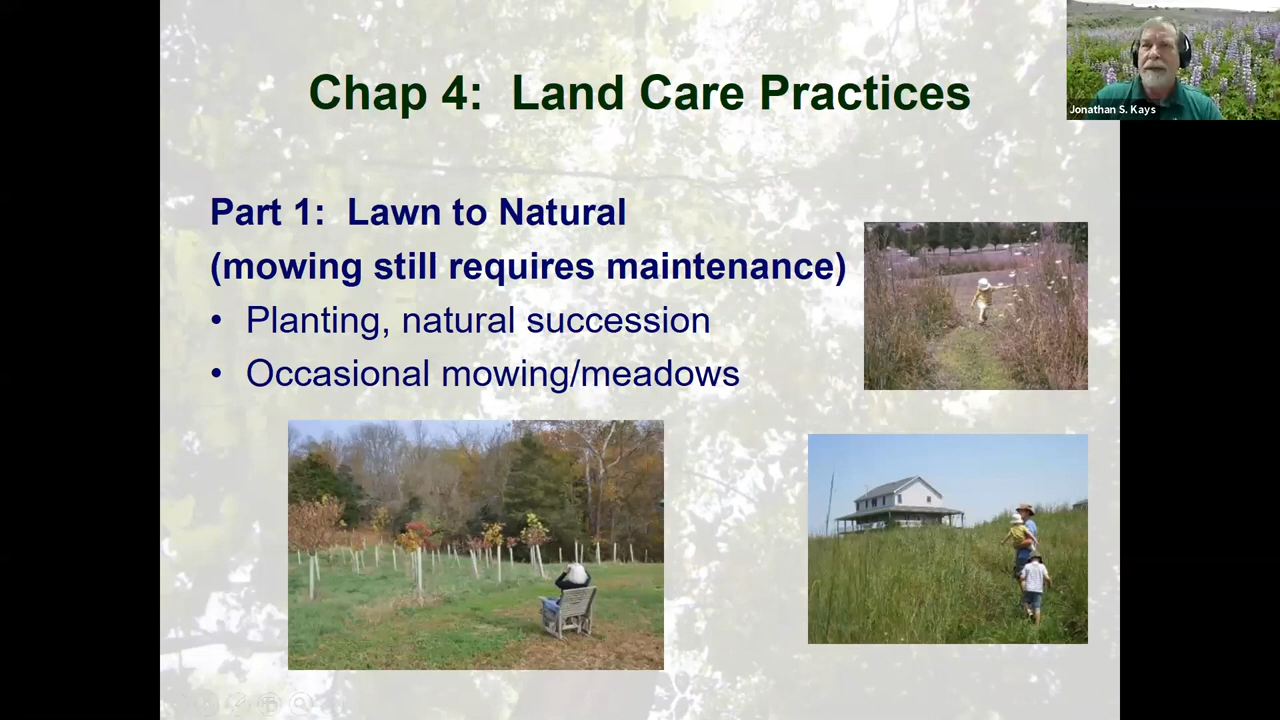 Chap 4: Land Care Practices
Jonathan S. Kays
Part 1: Lawn to Natural
(mowing still requires maintenance)
• Planting, natural succession
• Occasional mowing/meadows